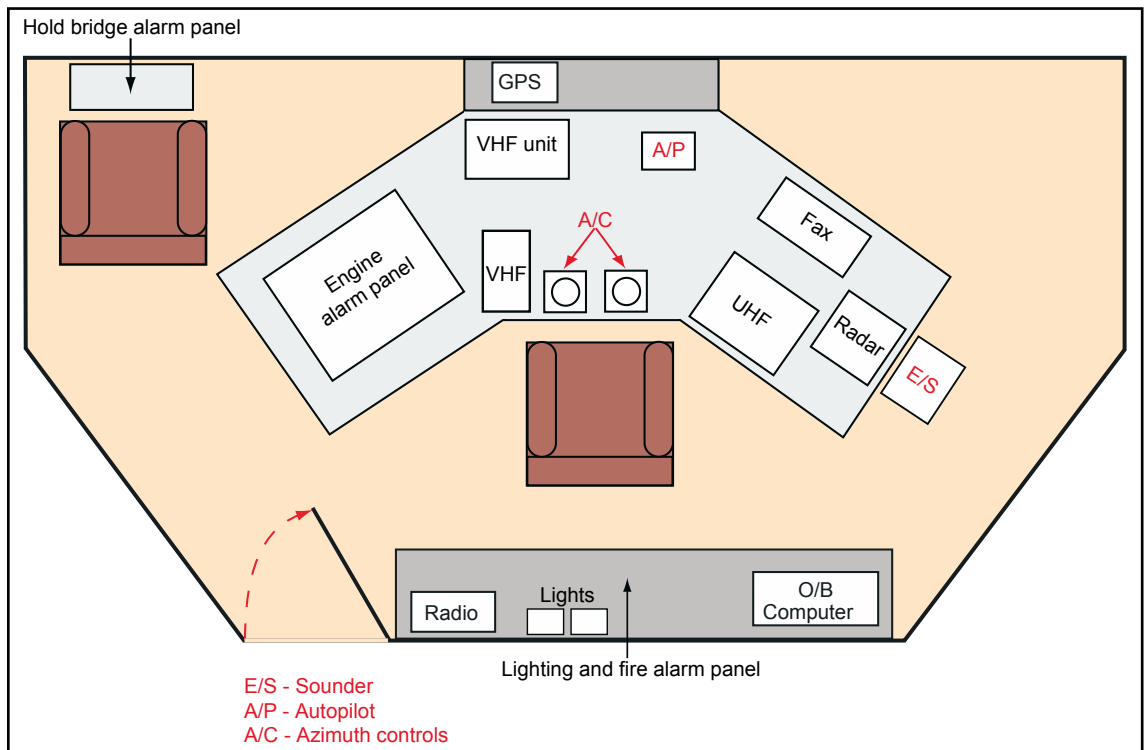 Hold bridge alarm panel
GPS
VHF unit
A/P
A/C
Fax
Engine
alarm panel
VHF
UHF
Radar
E/S
Lights
Radio
O/B
Computer
Lighting and fire alarm panel
E/S - Sounder
A/P - Autopilot
A/C - Azimuth controls